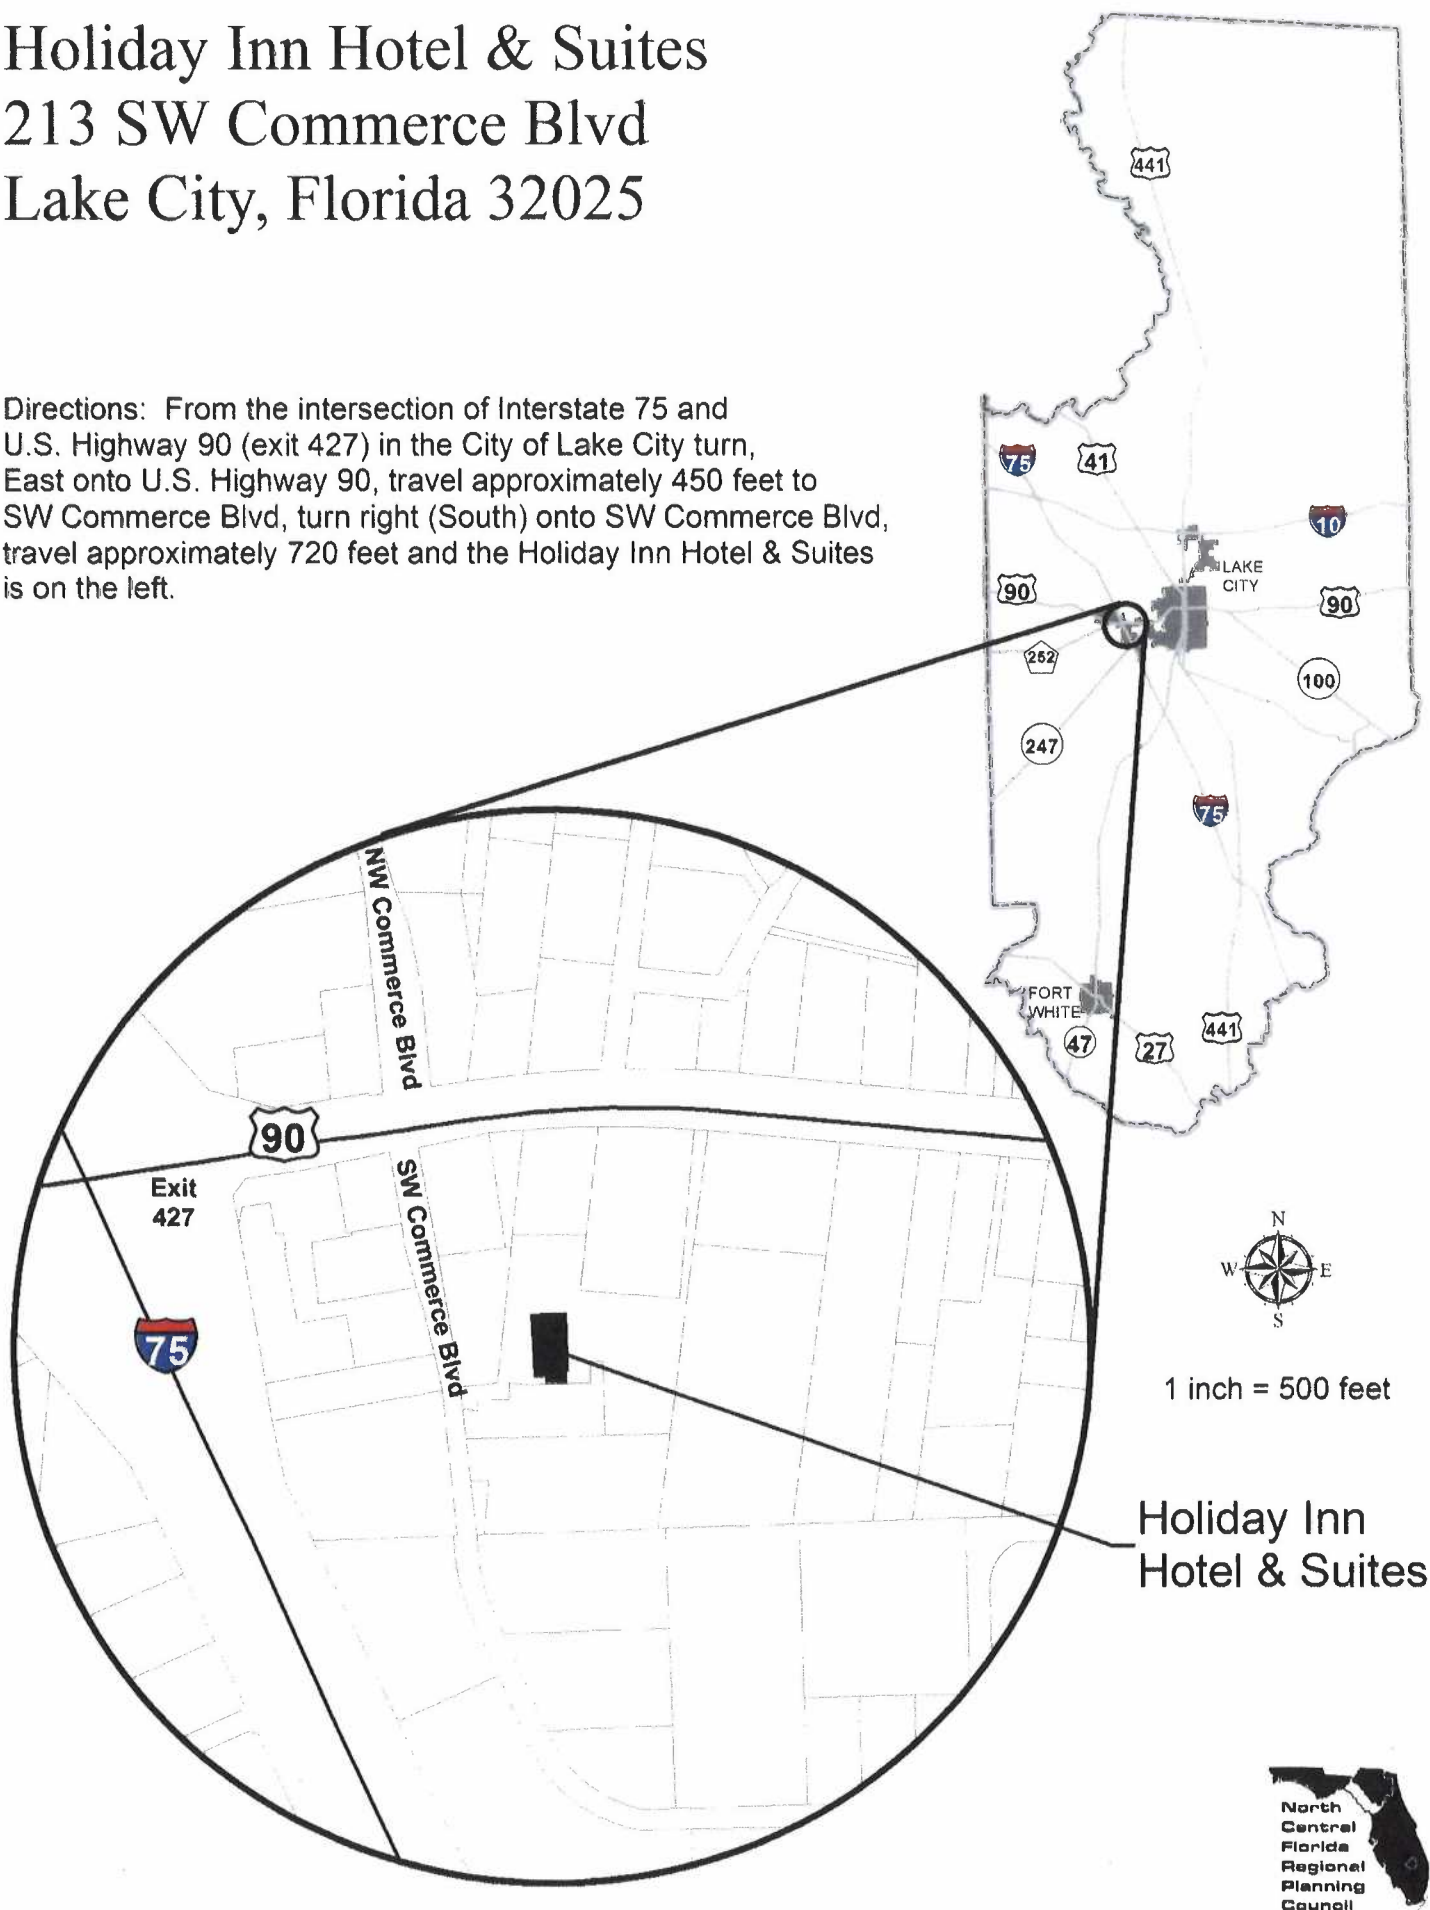 Holiday Inn Hotel & Suites
213 SW Commerce Blvd
Lake City, Florida 32025
Directions:  From the intersection of Interstate 75 and
U.S. Highway 90 (exit 427) in the City of Lake City turn,
East onto U.S. Highway 90, travel approximately 450 feet to
SW Commerce Blvd, turn right (South) onto SW Commerce Blvd,
travel approximately 720 feet and the Holiday Inn Hotel & Suites
is on the left.
441
75
41
10
LAKE
CITY
90
90
252
100
247
75
FORT
WHITE
47
27
441
NW Commerce Blvd
90
Exit
427
SW Commerce Blvd
75
N
W
E
S
1 inch = 500 feet
Holiday Inn
Hotel & Suites
North
Central
Florida
Regional
Planning
Council